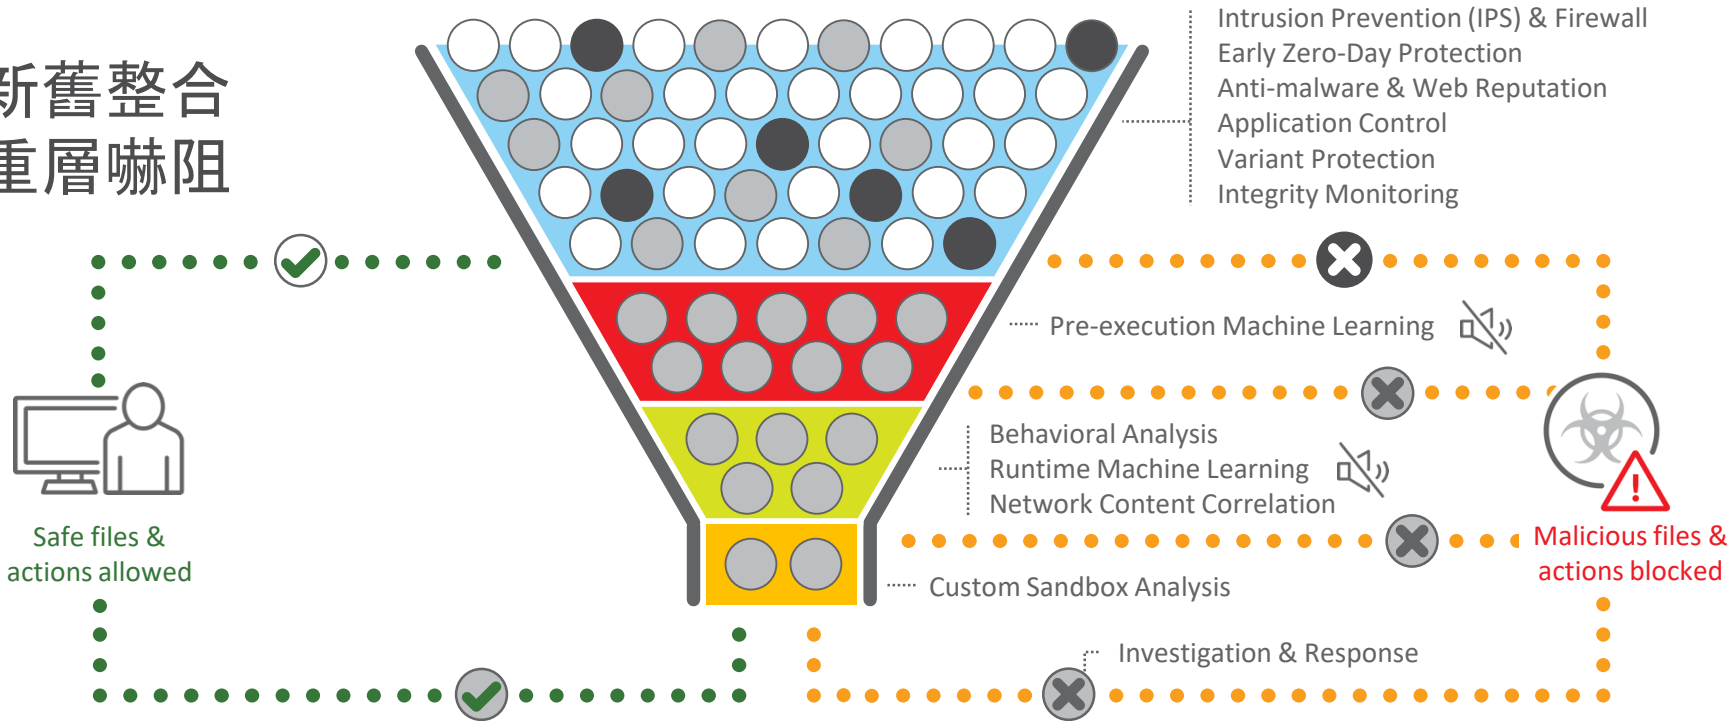 新舊整合
重層嚇阻
Intrusion Prevention (IPS) & Firewall
Early Zero-Day Protection
Anti-malware & Web Reputation
Application Control
Variant Protection
Integrity Monitoring
Pre-execution Machine Learning
Behavioral Analysis
Runtime Machine Learning
Network Content Correlation
Safe files &
actions allowed
Malicious files &
actions blocked
Custom Sandbox Analysis
Investigation & Response